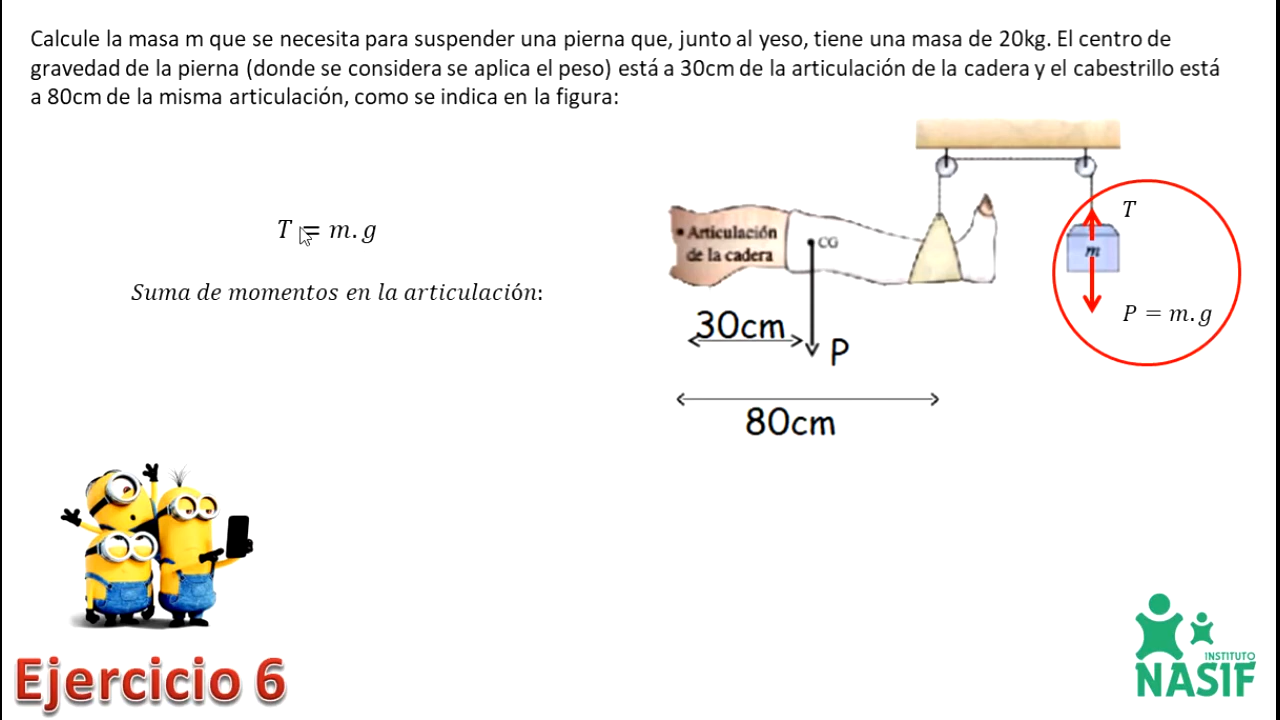 Calcule la masa m que se necesita para suspender una pierna que, junto al yeso, tiene una masa de 20kg. El centro de
gravedad de la pierna (donde se considera se aplica el peso) está a 30cm de la articulación de la cadera y el cabestrillo está
a 80cm de la misma articulación, como se indica en la figura:
T = m.g
Suma de momentos en la articulación:
Articulación
de la cadera
CG
T
m
P = m.g
30cm
P
80cm
Ejercicio 6
INSTITUTO
NASIF